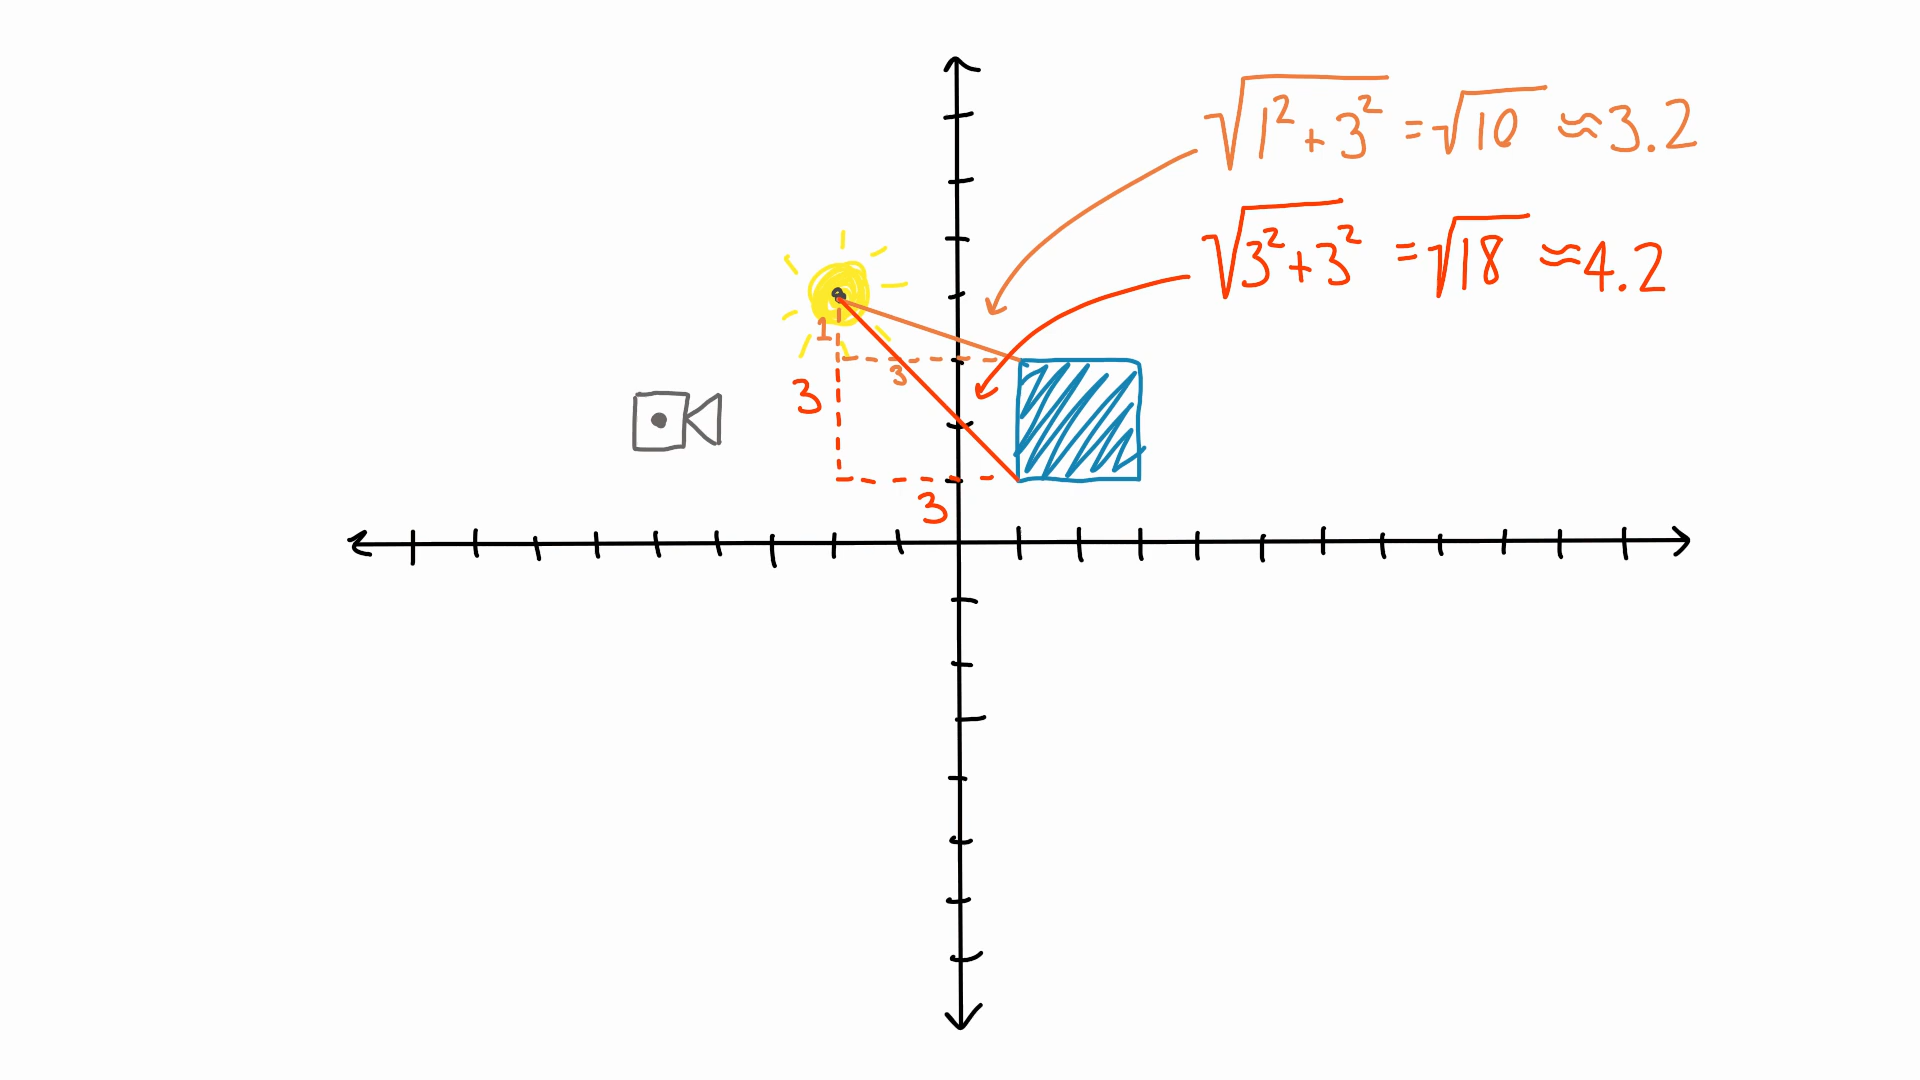 √1²+3² = √10 ≈3.2
√3²+3² = √18 ≈4.2
1
3
3
3